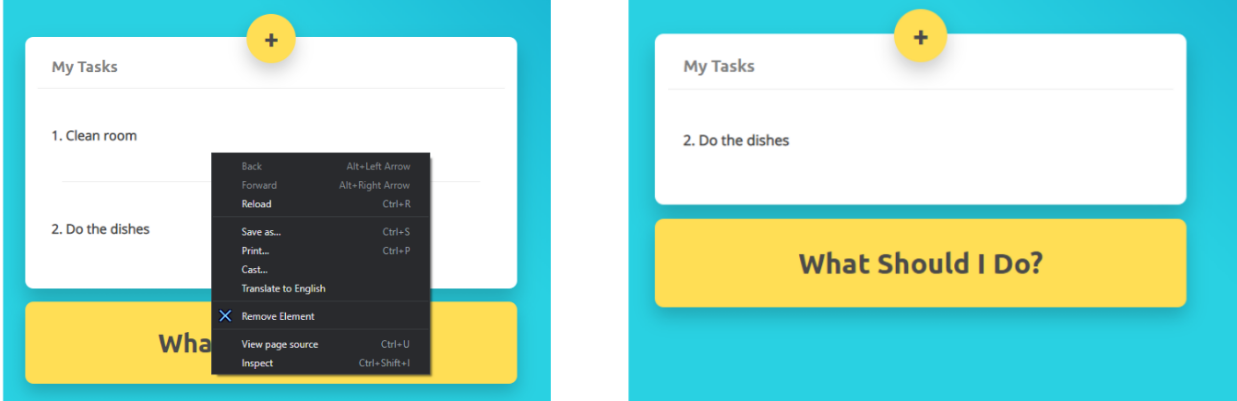 +
My Tasks
1. Clean room
Back Alt+Left Arrow
Forward Alt+Right Arrow
Reload Ctrl+R
2. Do the dishes
Save as... Ctrl+S
Print... Ctrl+P
Cast...
Translate to English
Remove Element
Wha
View page source Ctrl+U
Inspect Ctrl+Shift+I
+
My Tasks
2. Do the dishes
What Should I Do?